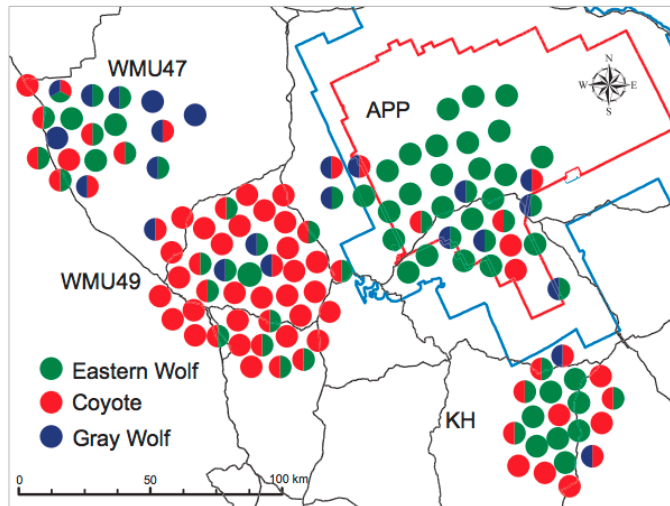 WMU47
APP
N
W E
S
WMU49
Eastern Wolf
Coyote
Gray Wolf
KH
0 50 100 km